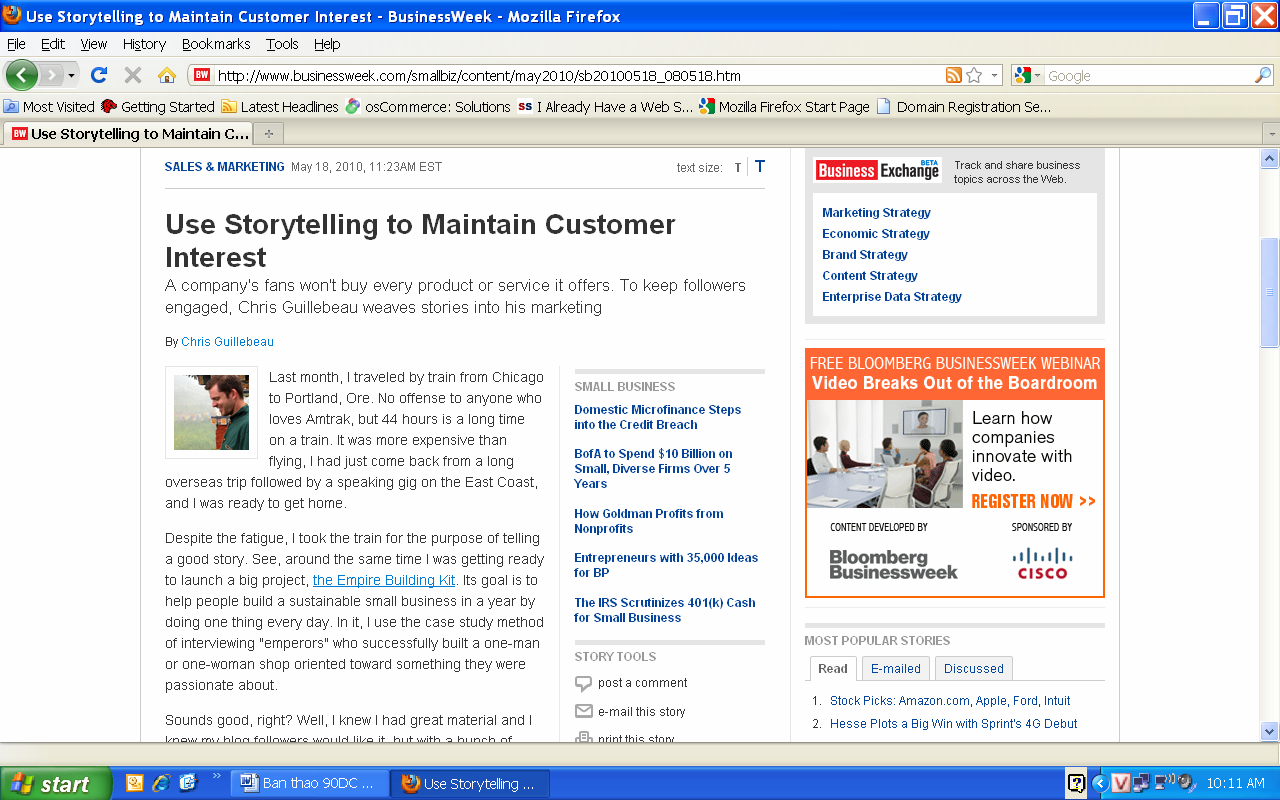 Use Storytelling to Maintain Customer Interest - BusinessWeek - Mozilla Firefox
File Edit View History Bookmarks Tools Help
BW http://www.businessweek.com/smallbiz/content/may2010/sb20100518_080518.htm Google
Most Visited Getting Started Latest Headlines osCommerce: Solutions SS I Already Have a Web S... Mozilla Firefox Start Page Domain Registration Se...
BW Use Storytelling to Maintain C...
SALES & MARKETING May 18, 2010, 11:23AM EST text size: T T
Use Storytelling to Maintain Customer
Interest
A company's fans won't buy every product or service it offers. To keep followers
engaged, Chris Guillebeau weaves stories into his marketing
By Chris Guillebeau
Last month, I traveled by train from Chicago
to Portland, Ore. No offense to anyone who
loves Amtrak, but 44 hours is a long time
on a train. It was more expensive than
flying, I had just come back from a long
overseas trip followed by a speaking gig on the East Coast,
and I was ready to get home.
Despite the fatigue, I took the train for the purpose of telling
a good story. See, around the same time I was getting ready
to launch a big project, the Empire Building Kit. Its goal is to
help people build a sustainable small business in a year by
doing one thing every day. In it, I use the case study method
of interviewing "emperors" who successfully built a one-man
or one-woman shop oriented toward something they were
passionate about.
Sounds good, right? Well, I knew I had great material and I
knew my blog followers would like it, but with a bunch of
SMALL BUSINESS
Domestic Microfinance Steps
into the Credit Breach
BofA to Spend $10 Billion on
Small, Diverse Firms Over 5
Years
How Goldman Profits from
Nonprofits
Entrepreneurs with 35,000 Ideas
for BP
The IRS Scrutinizes 401(k) Cash
for Small Business
STORY TOOLS
post a comment
e-mail this story
print this story
Business Exchange BETA
Track and share business
topics across the Web.
Marketing Strategy
Economic Strategy
Brand Strategy
Content Strategy
Enterprise Data Strategy
FREE BLOOMBERG BUSINESSWEEK WEBINAR
Video Breaks Out of the Boardroom
Learn how
companies
innovate with
video.
REGISTER NOW >>
CONTENT DEVELOPED BY SPONSORED BY
Bloomberg
Businessweek
CISCO
MOST POPULAR STORIES
Read E-mailed Discussed
1. Stock Picks: Amazon.com, Apple, Ford, Intuit
2. Hesse Plots a Big Win with Sprint's 4G Debut
start Ban thao 90DC ... Use Storytelling ... 10:11 AM